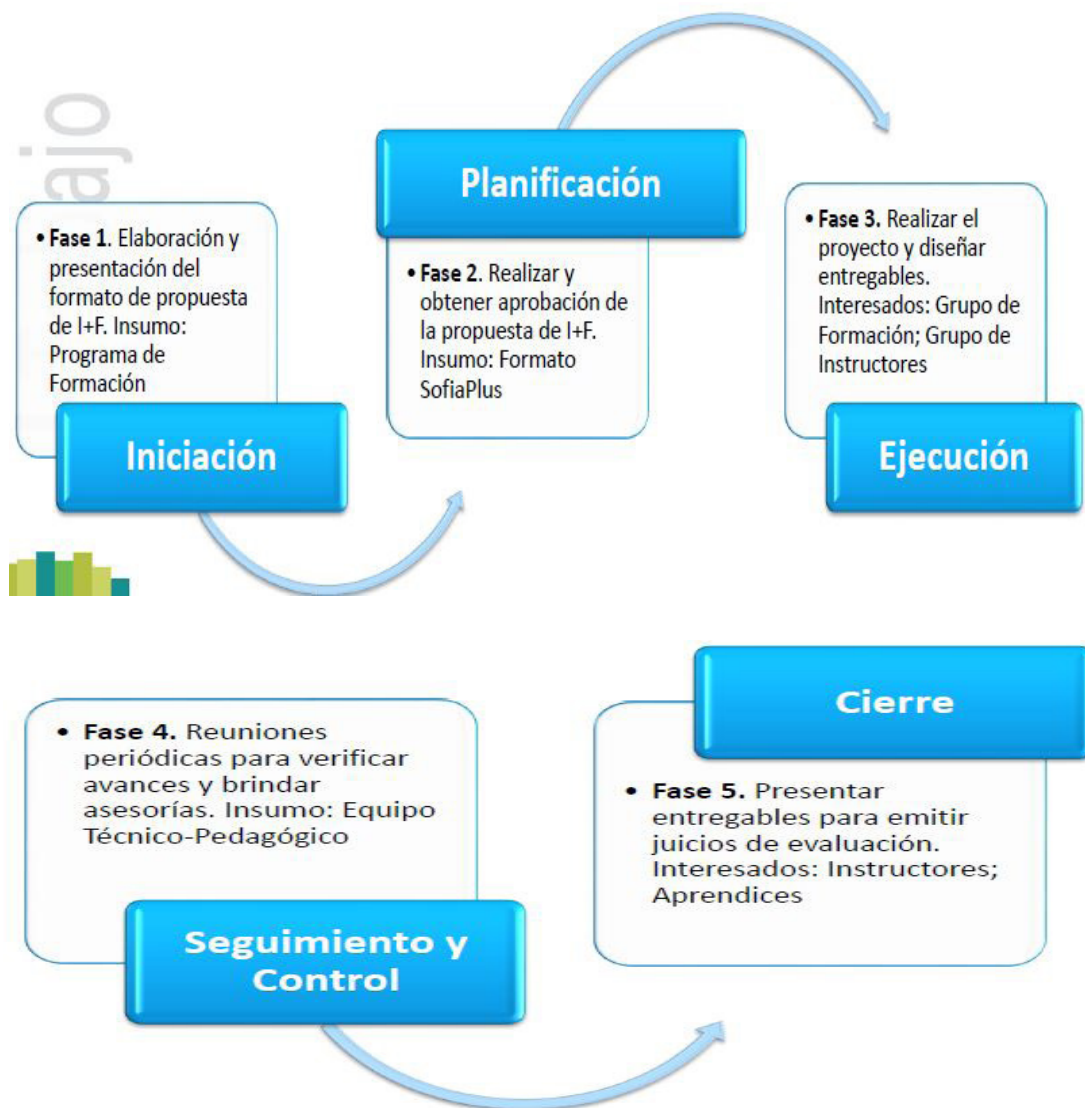 ajo
• Fase 1. Elaboración y
presentación del
formato de propuesta
de I+F. Insumo:
Programa de
Formación
Iniciación
Planificación
• Fase 2. Realizar y
obtener aprobación de
la propuesta de I+F.
Insumo: Formato
SofiaPlus
• Fase 3. Realizar el
proyecto y diseñar
entregables.
Interesados: Grupo de
Formación; Grupo de
Instructores
Ejecución
• Fase 4. Reuniones
periódicas para verificar
avances y brindar
asesorías. Insumo: Equipo
Técnico-Pedagógico
Seguimiento y
Control
Cierre
• Fase 5. Presentar
entregables para emitir
juicios de evaluación.
Interesados: Instructores;
Aprendices